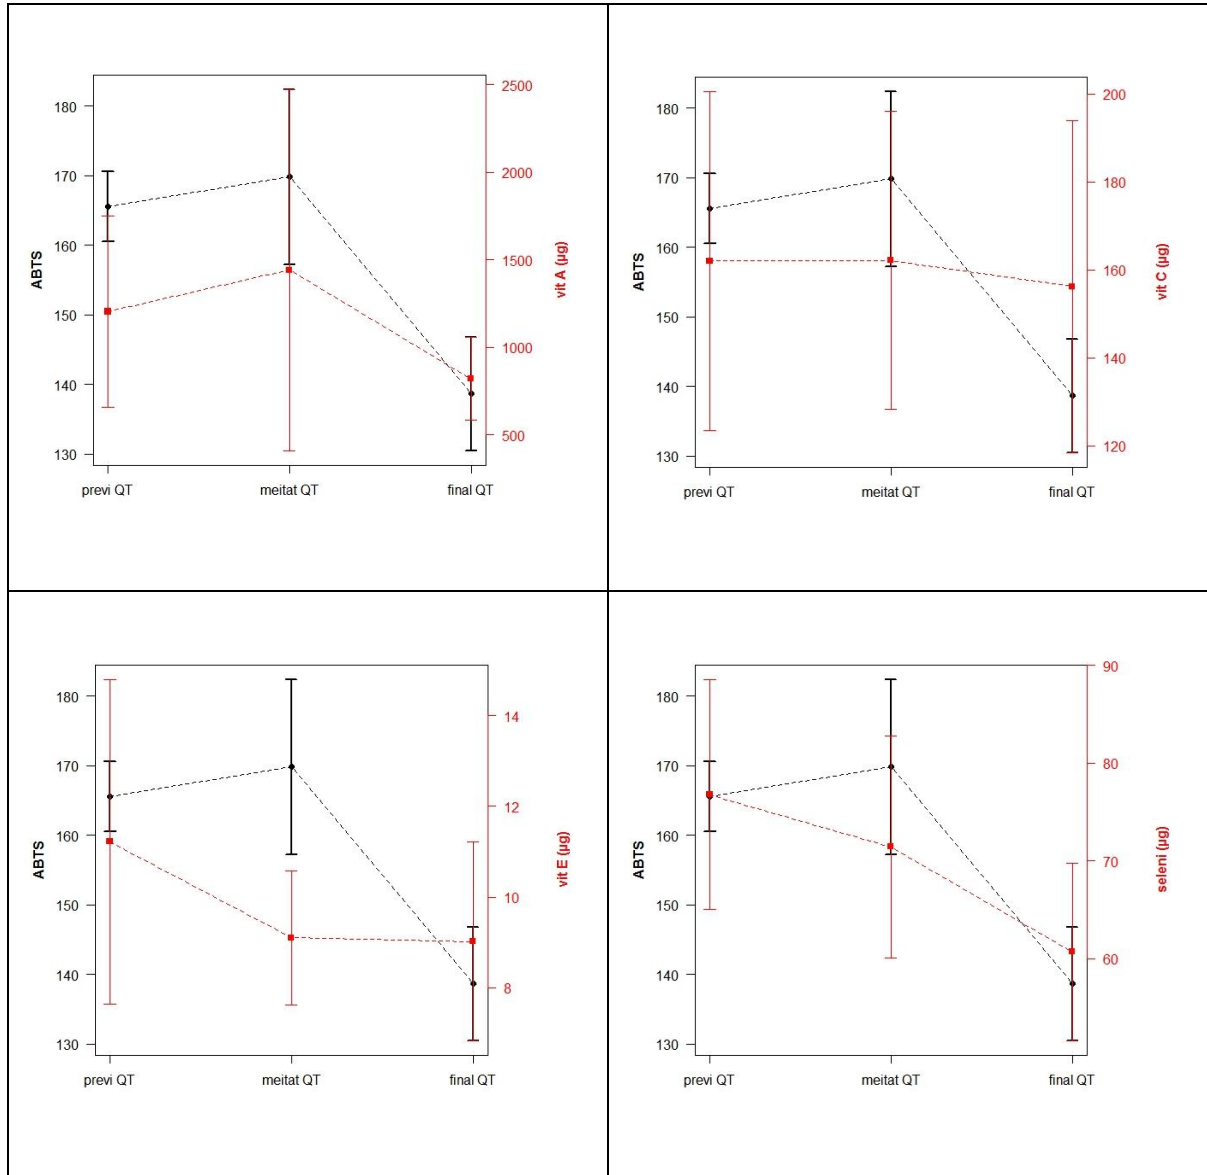 180
170
160
150
140
130
ABTS
2500
2000
1500
1000
500
vit A (µg)
previ QT
meitat QT
final QT
180
170
160
150
140
130
ABTS
200
180
160
140
120
vit C (µg)
previ QT
meitat QT
final QT
180
170
160
150
140
130
ABTS
14
12
10
8
vit E (µg)
previ QT
meitat QT
final QT
180
170
160
150
140
130
ABTS
90
80
70
60
seleni (µg)
previ QT
meitat QT
final QT